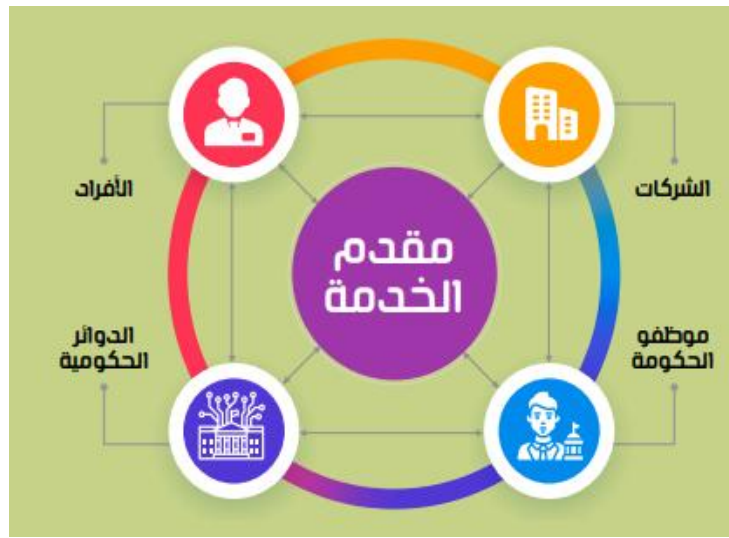 الشركات
الأفراد
مقدم
الخدمة
موظفو
الحكومة
الدوائر
الحكومية